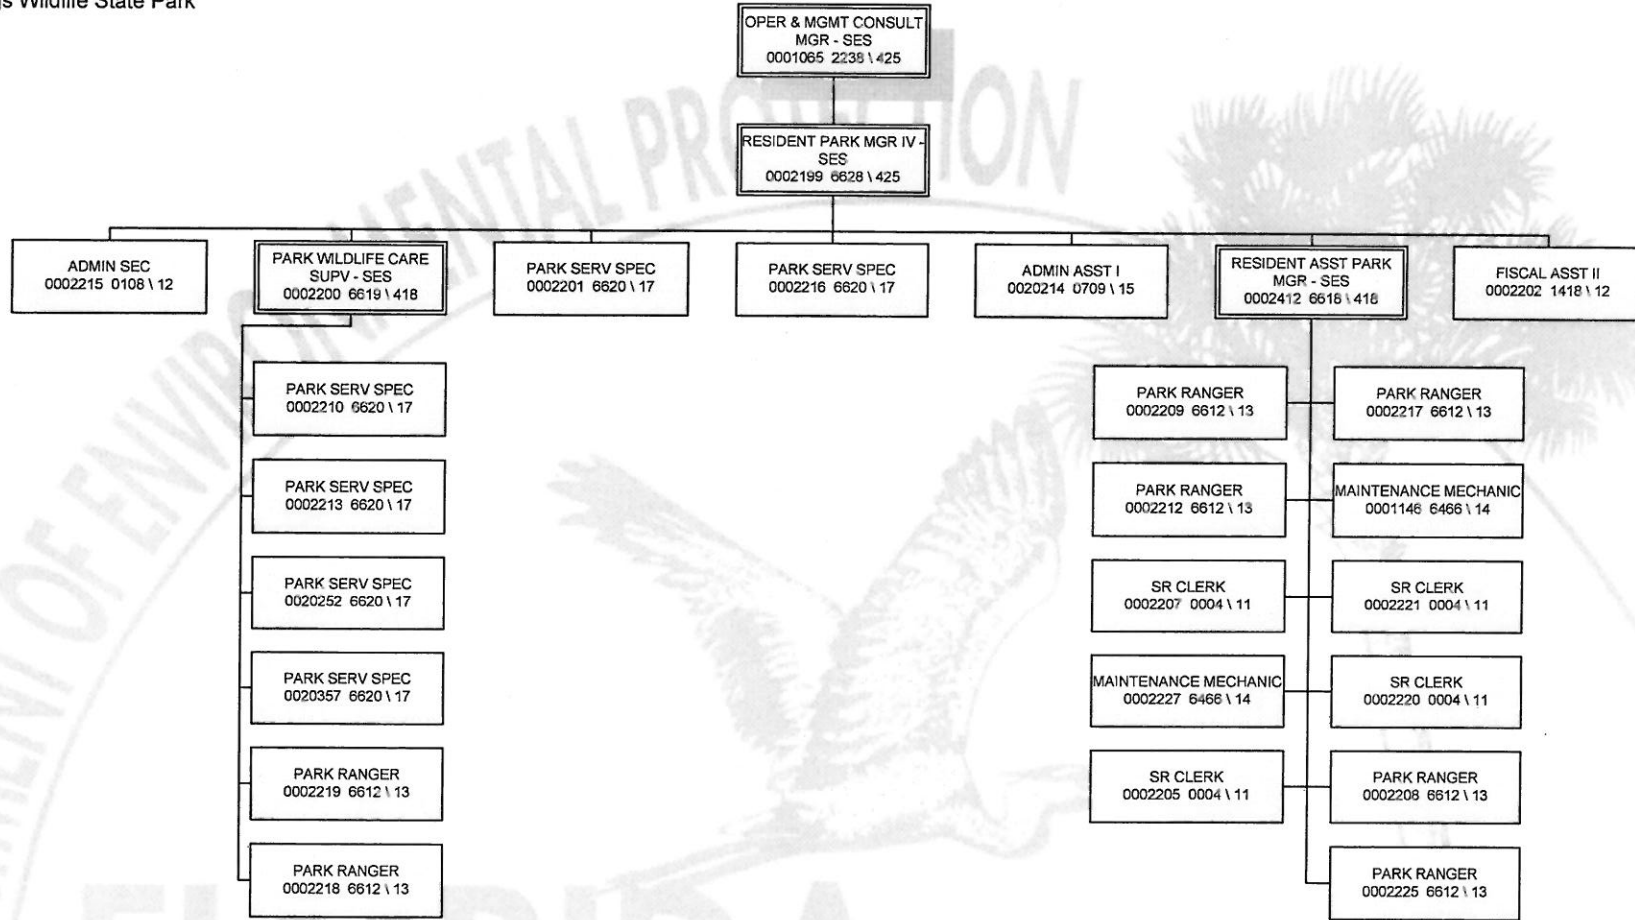 Wildlife State Park
OPER & MGMT CONSULT
MGR - SES
0001065 2238 \ 425
RESIDENT PARK MGR IV -
SES
0002199 6628 \ 425
ADMIN SEC
0002215 0108 \ 12
PARK WILDLIFE CARE
SUPV - SES
0002200 6619 \ 418
PARK SERV SPEC
0002201 6620 \ 17
PARK SERV SPEC
0002216 6620 \ 17
ADMIN ASST I
0020214 0709 \ 15
RESIDENT ASST PARK
MGR - SES
0002412 6618 \ 418
FISCAL ASST II
0002202 1418 \ 12
PARK SERV SPEC
0002210 6620 \ 17
PARK SERV SPEC
0002213 6620 \ 17
PARK SERV SPEC
0020252 6620 \ 17
PARK SERV SPEC
0020357 6620 \ 17
PARK RANGER
0002219 6612 \ 13
PARK RANGER
0002218 6612 \ 13
PARK RANGER
0002209 6612 \ 13
PARK RANGER
0002217 6612 \ 13
PARK RANGER
0002212 6612 \ 13
MAINTENANCE MECHANIC
0001146 6466 \ 14
SR CLERK
0002207 0004 \ 11
SR CLERK
0002221 0004 \ 11
MAINTENANCE MECHANIC
0002227 6466 \ 14
SR CLERK
0002220 0004 \ 11
SR CLERK
0002205 0004 \ 11
PARK RANGER
0002208 6612 \ 13
PARK RANGER
0002225 6612 \ 13
OF ENVIRONMENTAL PROTECTION